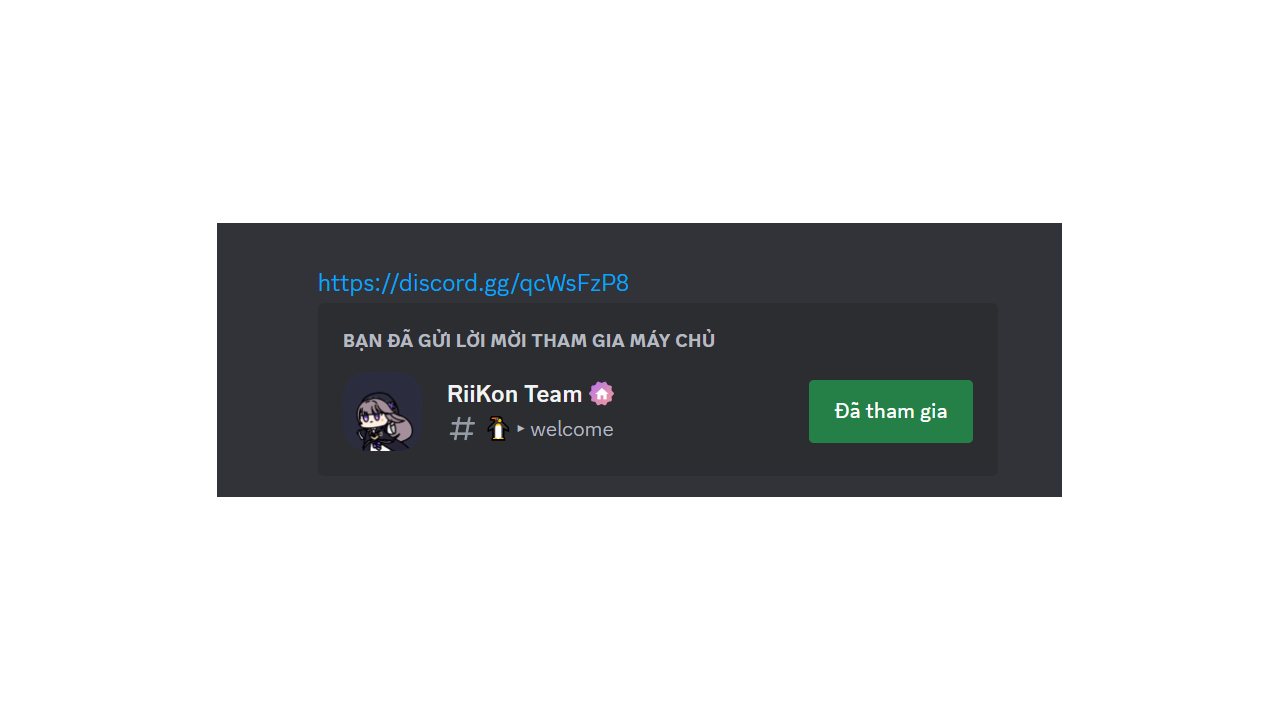 https://discord.gg/qcWsFzP8
BẠN ĐÃ GỬI LỜI MỜI THAM GIA MÁY CHỦ
RiiKon Team
# 🐧 ‣ welcome
Đã tham gia